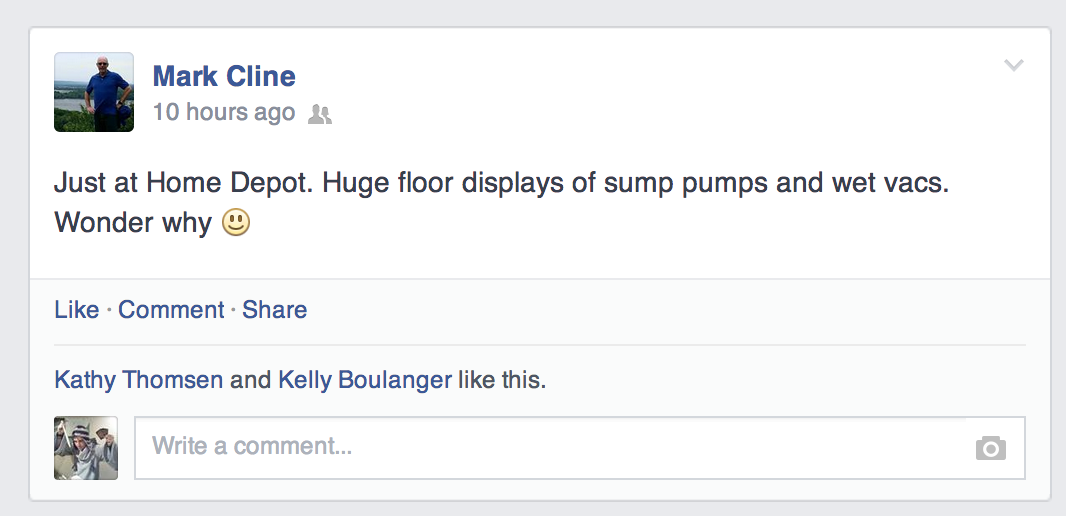 Mark Cline
10 hours ago
Just at Home Depot. Huge floor displays of sump pumps and wet vacs.
Wonder why
Like · Comment · Share
Kathy Thomsen and Kelly Boulanger like this.
Write a comment...